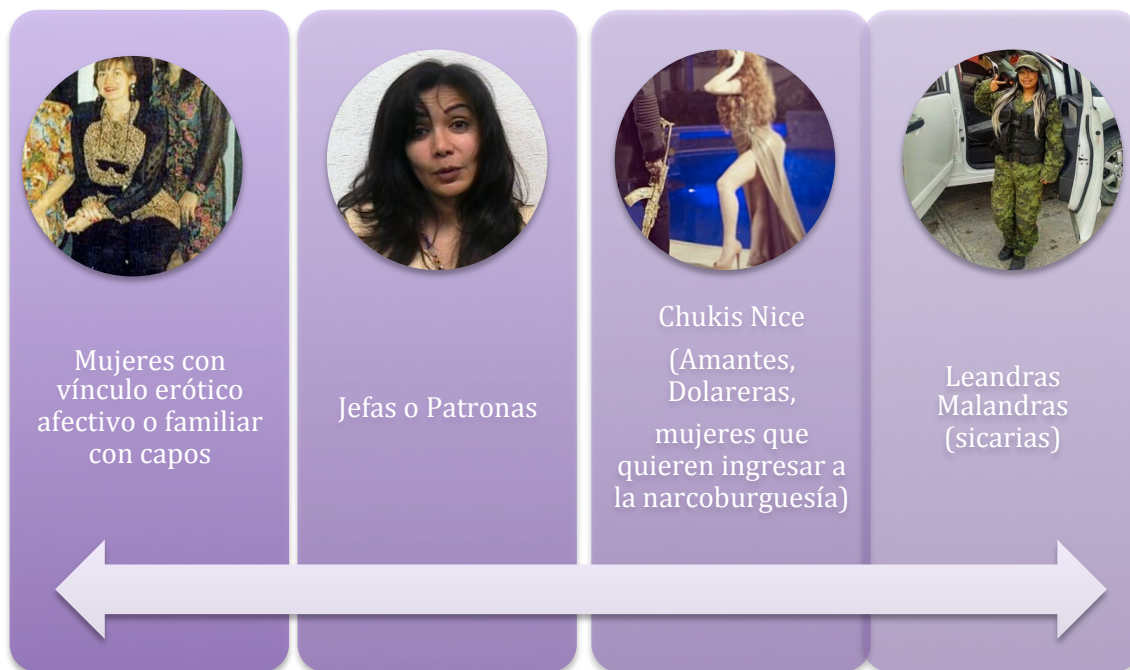 Mujeres con
vínculo erótico
afectivo o familiar
con capos
Jefas o Patronas
Chukis Nice
(Amantes,
Dolareras,
mujeres que
quieren ingresar a
la narcoburguesía)
Leandras
Malandras
(sicarias)